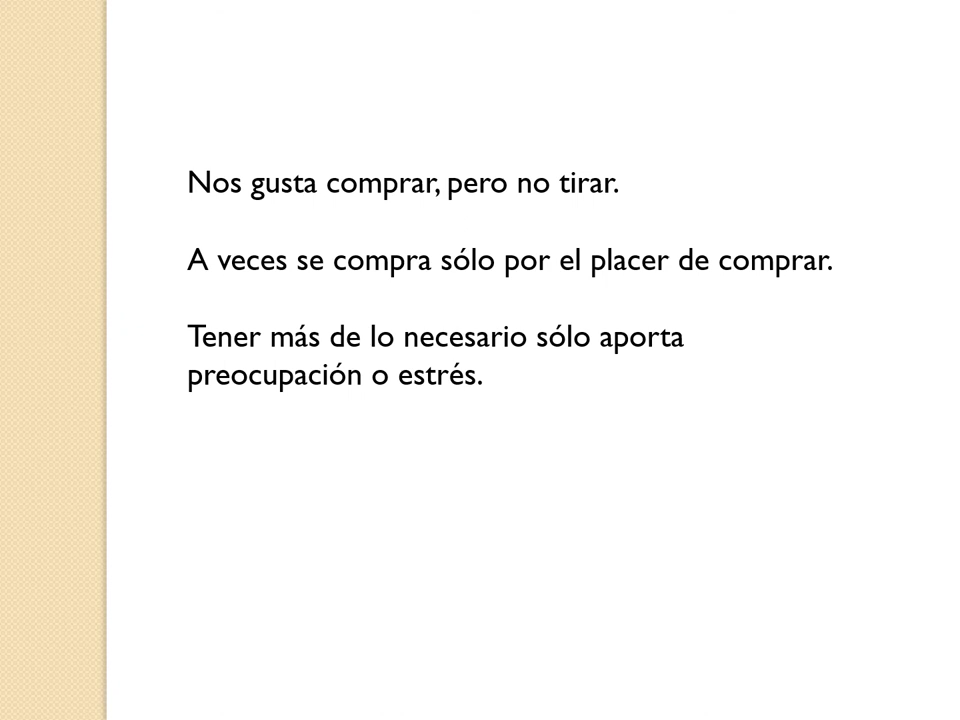 Nos gusta comprar, pero no tirar.
A veces se compra sólo por el placer de comprar.
Tener más de lo necesario sólo aporta
preocupación o estrés.